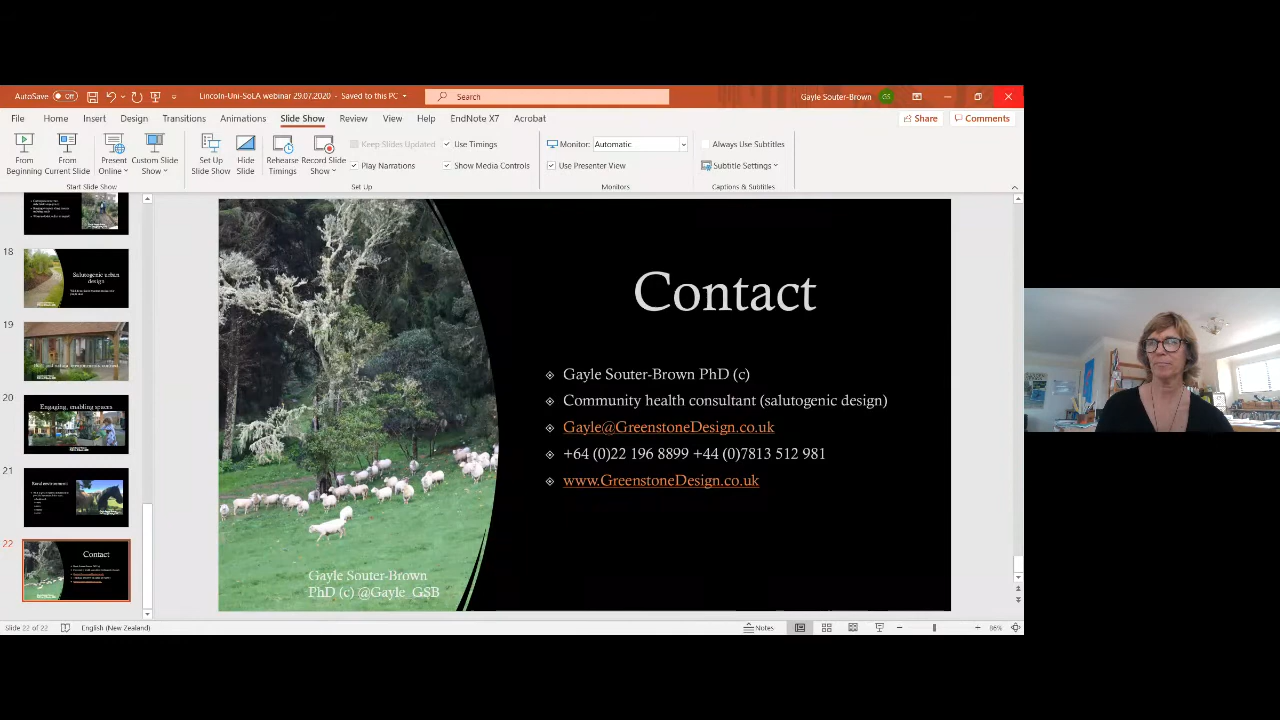 AutoSave Off
Lincoln-Uni-SoLA webinar 29.07.2020 - Saved to this PC
Search
Gayle Souter-Brown GS
File Home Insert Design Transitions Animations Slide Show Review View Help EndNote X7 Acrobat
Share Comments
From Beginning
From Current Slide
Present Online
Custom Slide Show
Set Up Slide Show
Hide Slide
Rehearse Timings
Record Slide Show
Keep Slides Updated
Play Narrations
Use Timings
Show Media Controls
Monitor: Automatic
Use Presenter View
Always Use Subtitles
Subtitle Settings
Start Slide Show
Set Up
Monitors
Captions & Subtitles
18
Salutogenic urban design
19
20
Engaging, enabling spaces
21
22
Contact
Contact
Gayle Souter-Brown PhD (c)
Community health consultant (salutogenic design)
Gayle@GreenstoneDesign.co.uk
+64 (0)22 196 8899 +44 (0)7813 512 981
www.GreenstoneDesign.co.uk
Gayle Souter-Brown
PhD (c) @Gayle_GSB
Slide 22 of 22
English (New Zealand)
Notes
86%